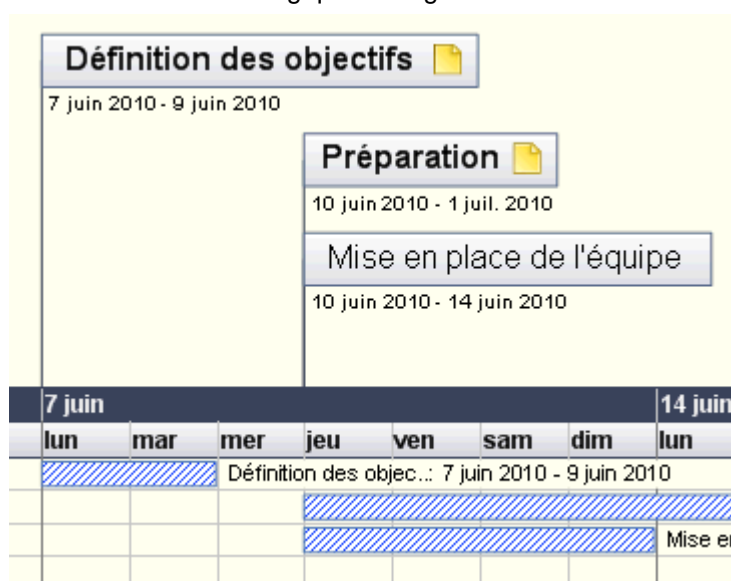 Définition des objectifs
7 juin 2010 - 9 juin 2010
Préparation
10 juin 2010 - 1 juil. 2010
Mise en place de l'équipe
10 juin 2010 - 14 juin 2010
7 juin 14 juin
lun mar mer jeu ven sam dim lun
Définition des objec..: 7 juin 2010 - 9 juin 2010
Mise